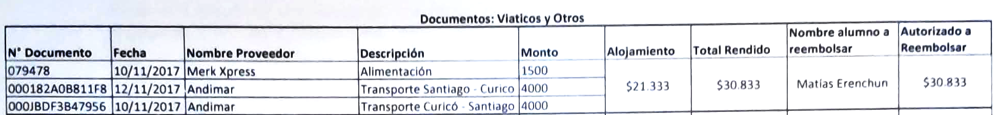 Documentos: Viaticos y Otros
N° Documento Fecha Nombre Proveedor Descripción Monto Alojamiento Total Rendido Nombre alumno a reembolsar Autorizado a Reembolsar
079478 10/11/2017 Merk Xpress Alimentación 1500
000182A0B811F8 12/11/2017 Andimar Transporte Santiago - Curico 4000 $21.333 $30.833 Matías Erenchun $30.833
000JBDF3B47956 10/11/2017 Andimar Transporte Curicó - Santiago 4000